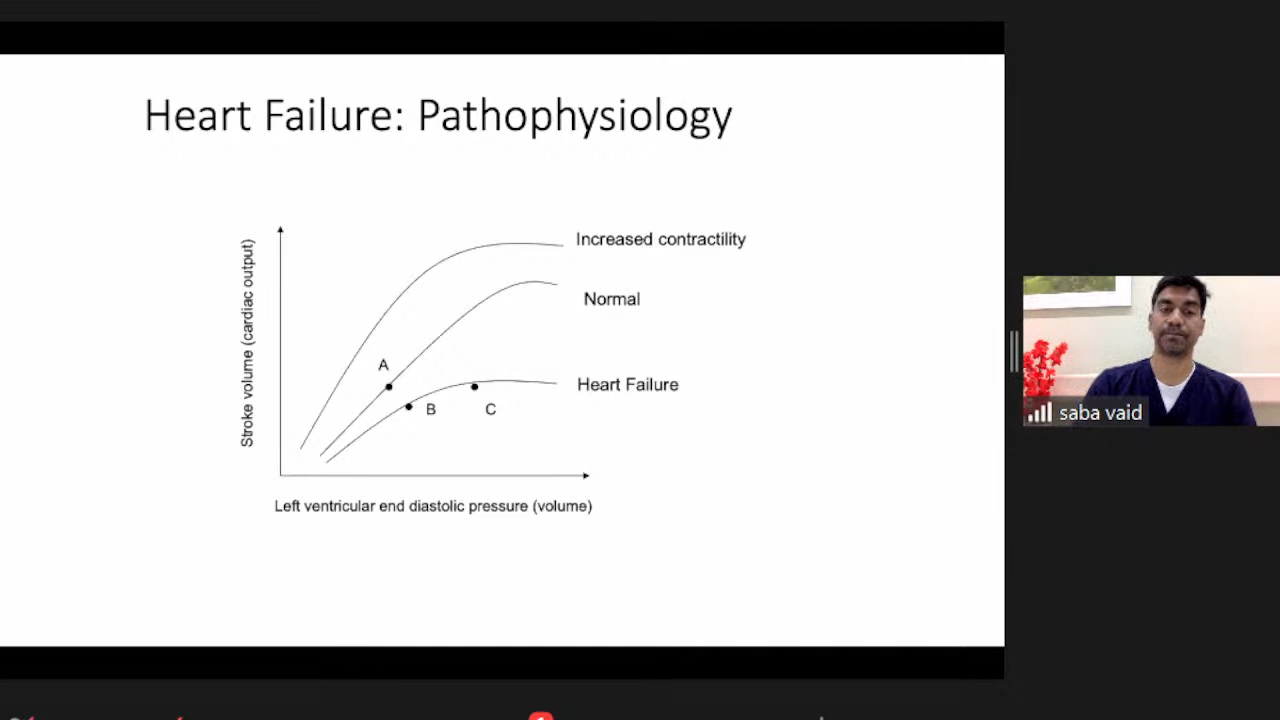 Heart Failure: Pathophysiology
Stroke volume (cardiac output)
Increased contractility
Normal
A
Heart Failure
B
C
Left ventricular end diastolic pressure (volume)
saba vaid